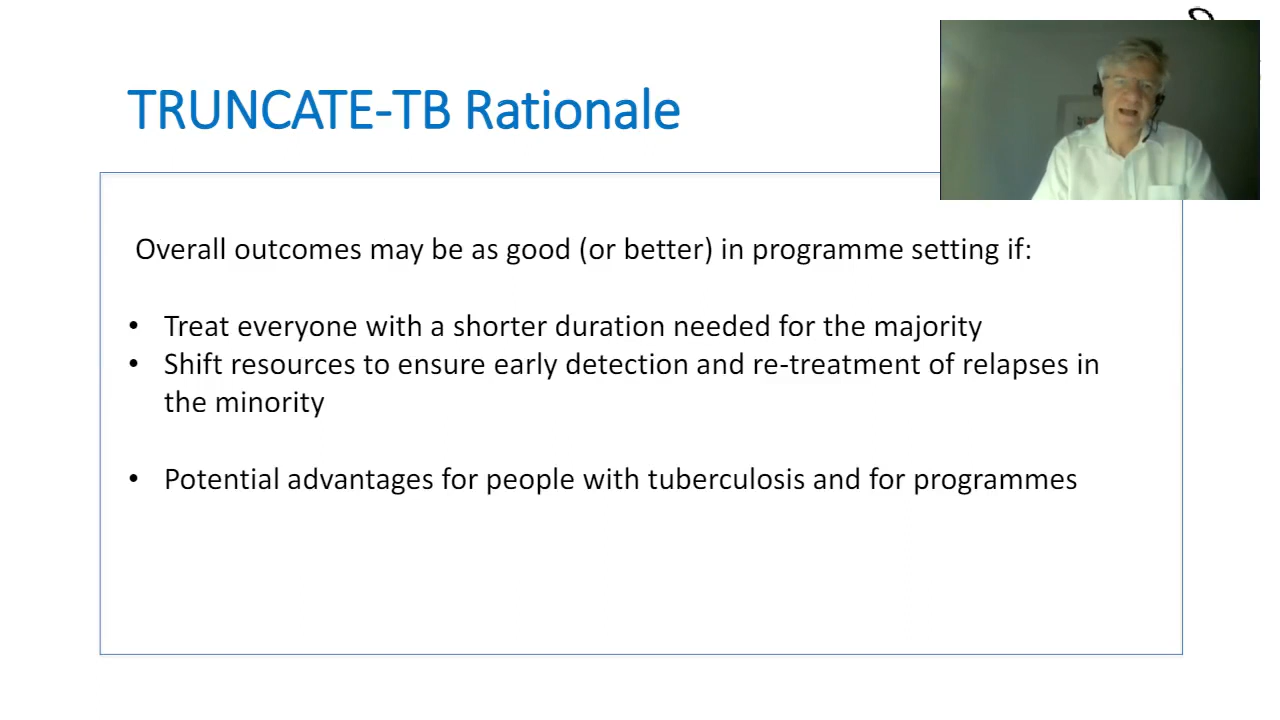 TRUNCATE-TB Rationale
Overall outcomes may be as good (or better) in programme setting if:
• Treat everyone with a shorter duration needed for the majority
• Shift resources to ensure early detection and re-treatment of relapses in
the minority
• Potential advantages for people with tuberculosis and for programmes